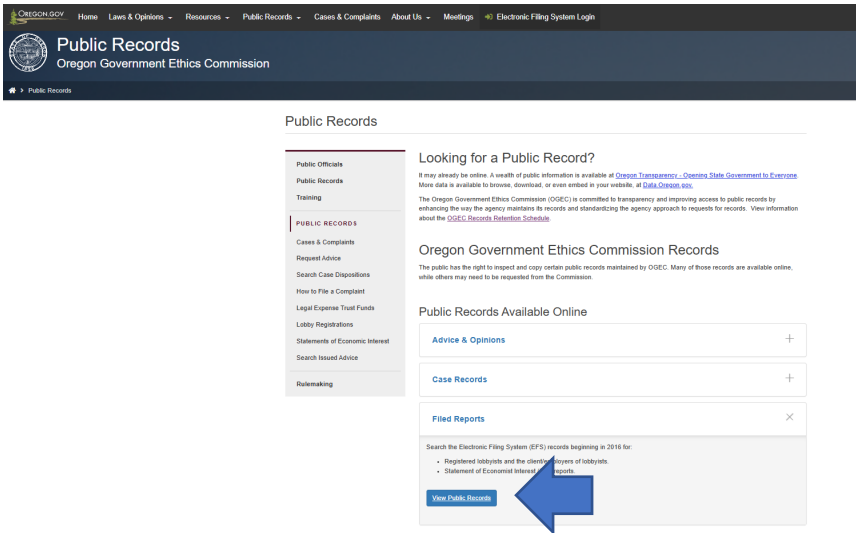 OREGON.GOV Home Laws & Opinions Resources Public Records Cases & Complaints About Us Meetings Electronic Filing System Login
Public Records
Oregon Government Ethics Commission
> Public Records
Public Records
Public Officials
Public Records
Training
PUBLIC RECORDS
Cases & Complaints
Request Advice
Search Case Dispositions
How to File a Complaint
Legal Expense Trust Funds
Lobby Registrations
Statements of Economic Interest
Search Issued Advice
Rulemaking
Looking for a Public Record?
It may already be online. A wealth of public information is available at Oregon Transparency - Opening State Government to Everyone.
More data is available to browse, download, or even embed in your website, at Data.Oregon.gov.
The Oregon Government Ethics Commission (OGEC) is committed to transparency and improving access to public records by
enhancing the way the agency maintains its records and standardizing the agency approach to requests for records. View information
about the OGEC Records Retention Schedule.
Oregon Government Ethics Commission Records
The public has the right to inspect and copy certain public records maintained by OGEC. Many of those records are available online,
while others may need to be requested from the Commission.
Public Records Available Online
Advice & Opinions
Case Records
Filed Reports
Search the Electronic Filing System (EFS) records beginning in 2016 for:
Registered lobbyists and the client/employers of lobbyists.
Statement of Economist Interest reports.
View Public Records